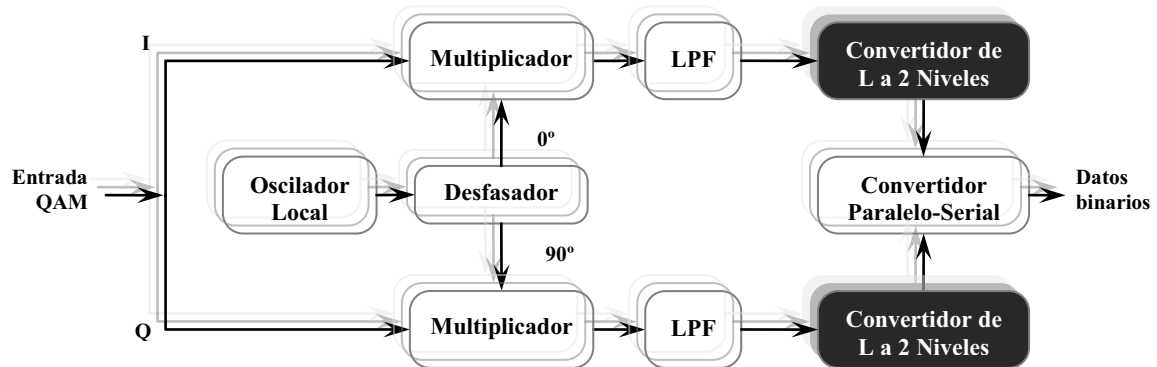 I
Multiplicador
LPF
Convertidor de
L a 2 Niveles
0º
Entrada
QAM
Oscilador
Local
Desfasador
Convertidor
Paralelo-Serial
Datos
binarios
90º
Q
Multiplicador
LPF
Convertidor de
L a 2 Niveles